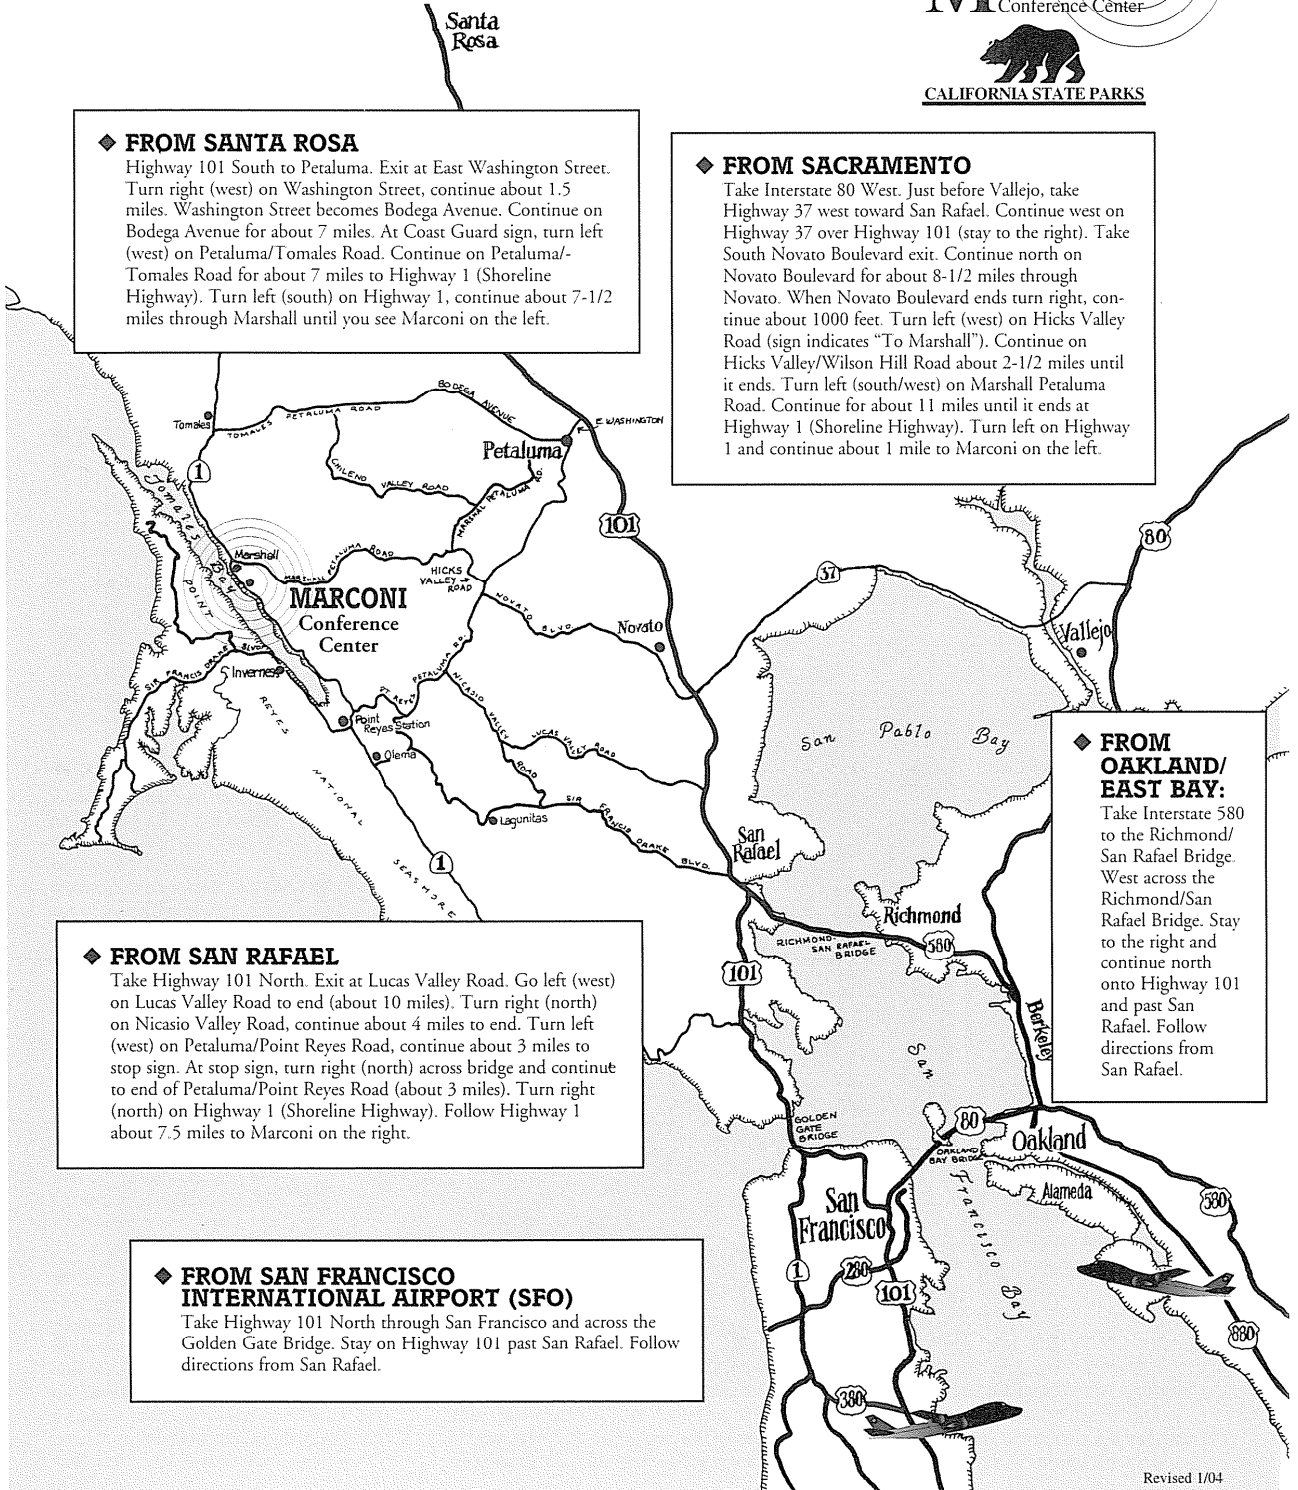 Conference Center
CALIFORNIA STATE PARKS
Santa
Rosa
FROM SANTA ROSA
Highway 101 South to Petaluma. Exit at East Washington Street.
Turn right (west) on Washington Street, continue about 1.5
miles. Washington Street becomes Bodega Avenue. Continue on
Bodega Avenue for about 7 miles. At Coast Guard sign, turn left
(west) on Petaluma/Tomales Road. Continue on Petaluma/-
Tomales Road for about 7 miles to Highway 1 (Shoreline
Highway). Turn left (south) on Highway 1, continue about 7-1/2
miles through Marshall until you see Marconi on the left.
FROM SACRAMENTO
Take Interstate 80 West. Just before Vallejo, take
Highway 37 west toward San Rafael. Continue west on
Highway 37 over Highway 101 (stay to the right). Take
South Novato Boulevard exit. Continue north on
Novato Boulevard for about 8-1/2 miles through
Novato. When Novato Boulevard ends turn right, con-
tinue about 1000 feet. Turn left (west) on Hicks Valley
Road (sign indicates “To Marshall”). Continue on
Hicks Valley/Wilson Hill Road about 2-1/2 miles until
it ends. Turn left (south/west) on Marshall Petaluma
Road. Continue for about 11 miles until it ends at
Highway 1 (Shoreline Highway). Turn left on Highway
1 and continue about 1 mile to Marconi on the left.
BODEGA AVENUE
Tomales
TOMALES PETALUMA ROAD
E. WASHINGTON
Petaluma
1
CHILENO VALLEY ROAD
MARSHAL PETALUMA RD.
101
80
Tomales Bay
Marshall
MARSHALL PETALUMA ROAD
HICKS
VALLEY
ROAD
37
MARCONI
Conference
Center
POINT
NOVATO BLVD.
Novato
Vallejo
SIR FRANCIS DRAKE BLVD.
Inverness
REYES
NATIONAL
SEASHORE
PT. REYES PETALUMA RD.
NICASIO VALLEY ROAD
Point
Reyes Station
LUCAS VALLEY ROAD
Olema
San Pablo Bay
Lagunitas
SIR FRANCIS DRAKE BLVD.
San
Rafael
1
FROM
OAKLAND/
EAST BAY:
Take Interstate 580
to the Richmond/
San Rafael Bridge.
West across the
Richmond/San
Rafael Bridge. Stay
to the right and
continue north
onto Highway 101
and past San
Rafael. Follow
directions from
San Rafael.
Richmond
RICHMOND-
SAN RAFAEL
BRIDGE
580
101
FROM SAN RAFAEL
Take Highway 101 North. Exit at Lucas Valley Road. Go left (west)
on Lucas Valley Road to end (about 10 miles). Turn right (north)
on Nicasio Valley Road, continue about 4 miles to end. Turn left
(west) on Petaluma/Point Reyes Road, continue about 3 miles to
stop sign. At stop sign, turn right (north) across bridge and continue
to end of Petaluma/Point Reyes Road (about 3 miles). Turn right
(north) on Highway 1 (Shoreline Highway). Follow Highway 1
about 7.5 miles to Marconi on the right.
Berkeley
San Francisco Bay
GOLDEN
GATE
BRIDGE
80
OAKLAND
BAY BRIDGE
Oakland
Alameda
580
San
Francisco
1
280
101
880
FROM SAN FRANCISCO
INTERNATIONAL AIRPORT (SFO)
Take Highway 101 North through San Francisco and across the
Golden Gate Bridge. Stay on Highway 101 past San Rafael. Follow
directions from San Rafael.
380
Revised 1/04